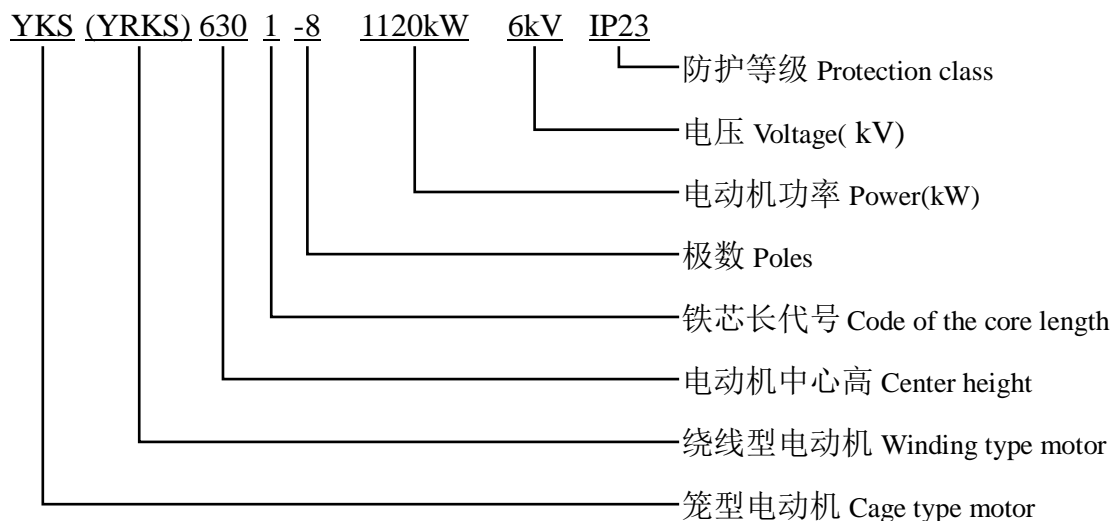 YKS (YRKS) 630 1 -8 1120kW 6kV IP23
防护等级 Protection class
电压 Voltage( kV)
电动机功率 Power(kW)
极数 Poles
铁芯长代号 Code of the core length
电动机中心高 Center height
绕线型电动机 Winding type motor
笼型电动机 Cage type motor